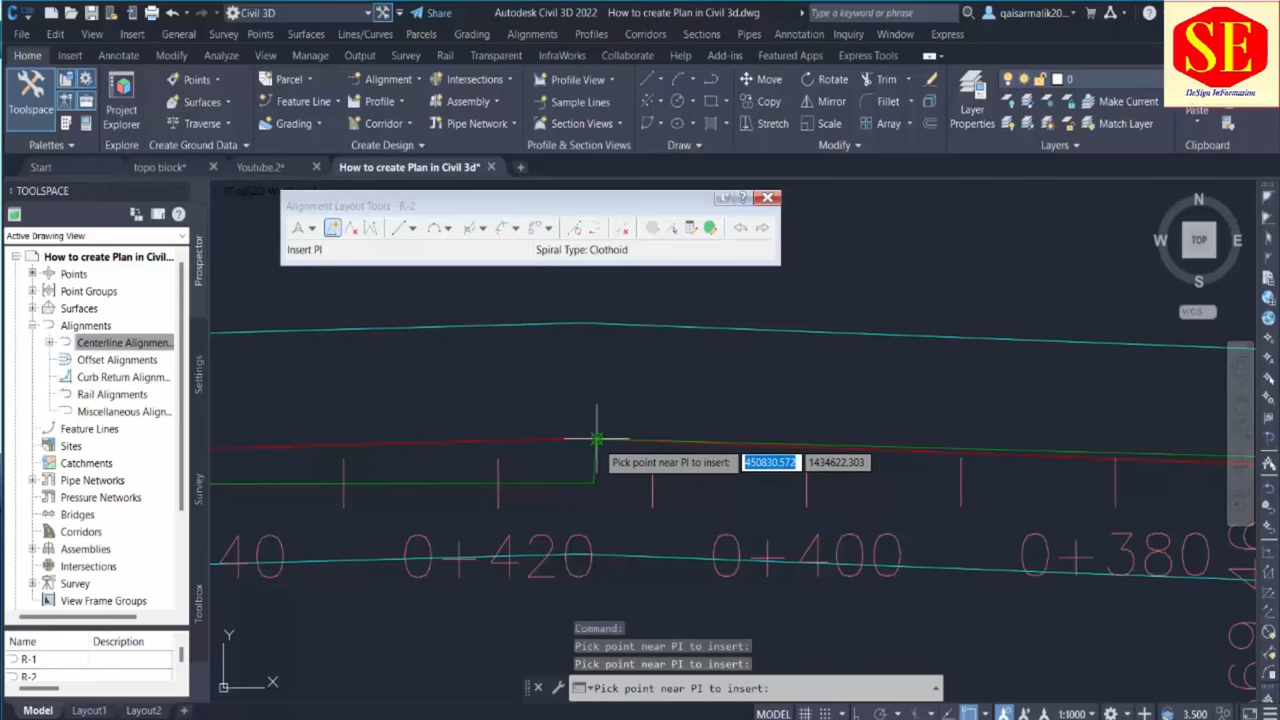 Civil 3D
Share
Autodesk Civil 3D 2022
How to create Plan in Civil 3d.dwg
Type a keyword or phrase
qaisarmalik20...
SE
DeSign InFormation
File Edit View Insert General Survey Points Surfaces Lines/Curves Parcels Grading Alignments Profiles Corridors Sections Pipes Annotation Inquiry Window Express
Home Insert Annotate Modify Analyze View Manage Output Survey Rail Transparent InfraWorks Collaborate Help Add-ins Featured Apps Express Tools
Toolspace
Project Explorer
Points
Surfaces
Traverse
Parcel
Feature Line
Grading
Alignment
Profile
Corridor
Intersections
Assembly
Pipe Network
Profile View
Sample Lines
Section Views
Move
Copy
Stretch
Rotate
Mirror
Scale
Trim
Fillet
Array
Layer Properties
0
Make Current
Match Layer
Paste
Palettes
Explore
Create Ground Data
Create Design
Profile & Section Views
Draw
Modify
Layers
Clipboard
Start
topo block*
Youtube.2*
How to create Plan in Civil 3d*
TOOLSPACE
Active Drawing View
How to create Plan in Civil...
Points
Point Groups
Surfaces
Alignments
Centerline Alignmen...
Offset Alignments
Curb Return Alignm...
Rail Alignments
Miscellaneous Align...
Feature Lines
Sites
Catchments
Pipe Networks
Pressure Networks
Bridges
Corridors
Assemblies
Intersections
Survey
View Frame Groups
Name Description
R-1
R-2
Prospector
Settings
Survey
Toolbox
Alignment Layout Tools - R-2
Insert PI
Spiral Type: Clothoid
N
W TOP E
S
WCS
Pick point near PI to insert: 450830.572 1434622.303
40 0+420 0+400 0+380
Y
X
Command:
Pick point near PI to insert:
Pick point near PI to insert:
Pick point near PI to insert:
Model Layout1 Layout2
MODEL
1:1000
3.500